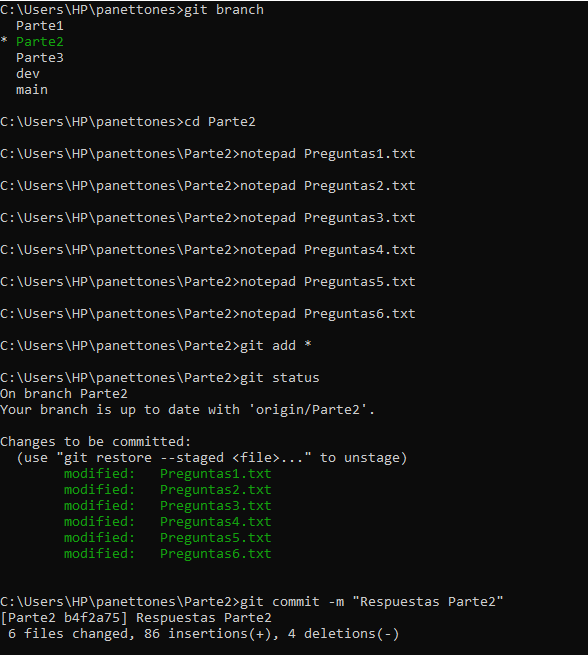 C:\Users\HP\panettones>git branch
  Parte1
* Parte2
  Parte3
  dev
  main
C:\Users\HP\panettones>cd Parte2
C:\Users\HP\panettones\Parte2>notepad Preguntas1.txt
C:\Users\HP\panettones\Parte2>notepad Preguntas2.txt
C:\Users\HP\panettones\Parte2>notepad Preguntas3.txt
C:\Users\HP\panettones\Parte2>notepad Preguntas4.txt
C:\Users\HP\panettones\Parte2>notepad Preguntas5.txt
C:\Users\HP\panettones\Parte2>notepad Preguntas6.txt
C:\Users\HP\panettones\Parte2>git add *
C:\Users\HP\panettones\Parte2>git status
On branch Parte2
Your branch is up to date with 'origin/Parte2'.
Changes to be committed:
  (use "git restore --staged <file>..." to unstage)
        modified:   Preguntas1.txt
        modified:   Preguntas2.txt
        modified:   Preguntas3.txt
        modified:   Preguntas4.txt
        modified:   Preguntas5.txt
        modified:   Preguntas6.txt
C:\Users\HP\panettones\Parte2>git commit -m "Respuestas Parte2"
[Parte2 b4f2a75] Respuestas Parte2
 6 files changed, 86 insertions(+), 4 deletions(-)